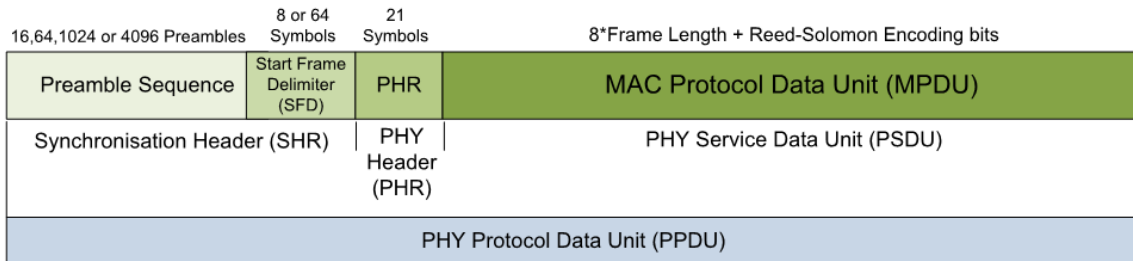 16,64,1024 or 4096 Preambles
8 or 64
Symbols
21
Symbols
8*Frame Length + Reed-Solomon Encoding bits
Preamble Sequence
Start Frame
Delimiter
(SFD)
PHR
MAC Protocol Data Unit (MPDU)
Synchronisation Header (SHR)
PHY
Header
(PHR)
PHY Service Data Unit (PSDU)
PHY Protocol Data Unit (PPDU)